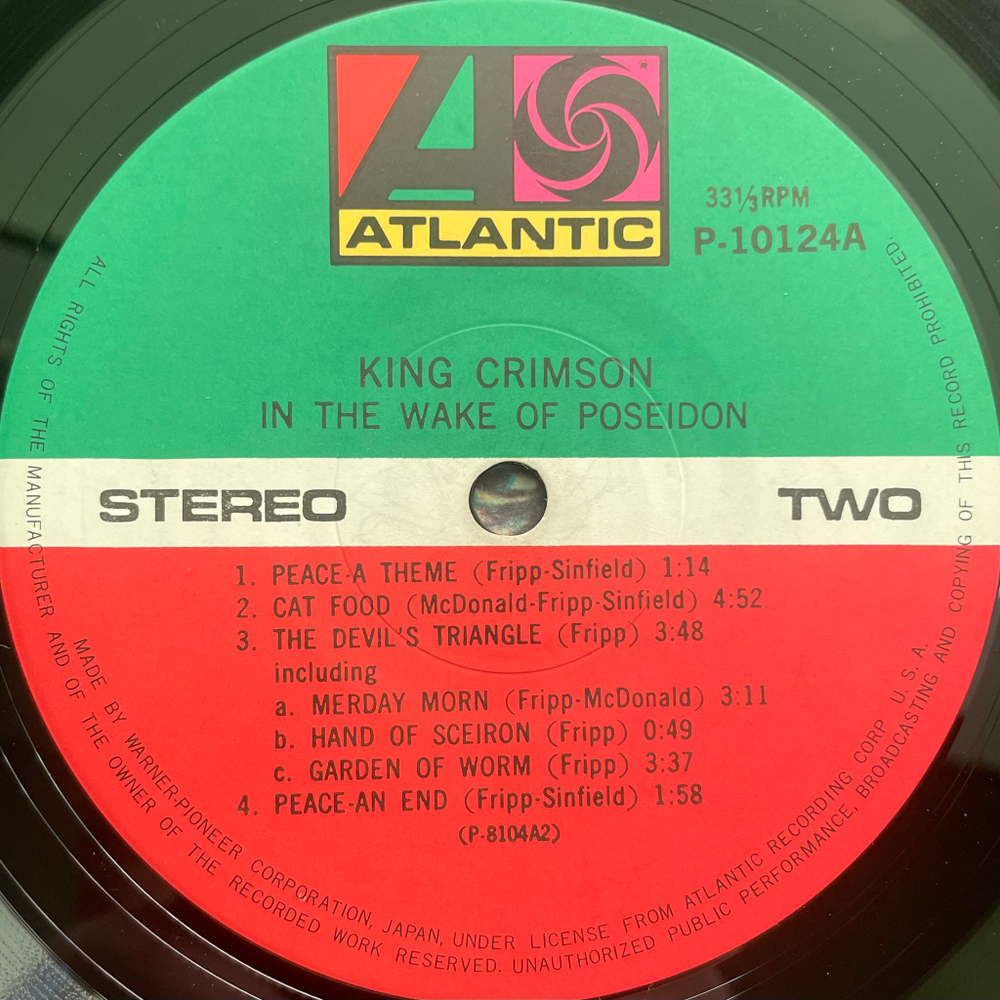 ATLANTIC
33⅓RPM
P-10124A
KING CRIMSON
IN THE WAKE OF POSEIDON
STEREO
TWO
1. PEACE-A THEME (Fripp-Sinfield) 1:14
2. CAT FOOD (McDonald-Fripp-Sinfield) 4:52
3. THE DEVIL'S TRIANGLE (Fripp) 3:48
including
a. MERDAY MORN (Fripp-McDonald) 3:11
b. HAND OF SCEIRON (Fripp) 0:49
c. GARDEN OF WORM (Fripp) 3:37
4. PEACE-AN END (Fripp-Sinfield) 1:58
(P-8104A2)
MADE BY WARNER-PIONEER CORPORATION, JAPAN, UNDER LICENSE FROM ATLANTIC RECORDING CORP. U. S. A.
ALL RIGHTS OF THE MANUFACTURER AND OF THE OWNER OF THE RECORDED WORK RESERVED. UNAUTHORIZED PUBLIC PERFORMANCE, BROADCASTING AND COPYING OF THIS RECORD PROHIBITED.